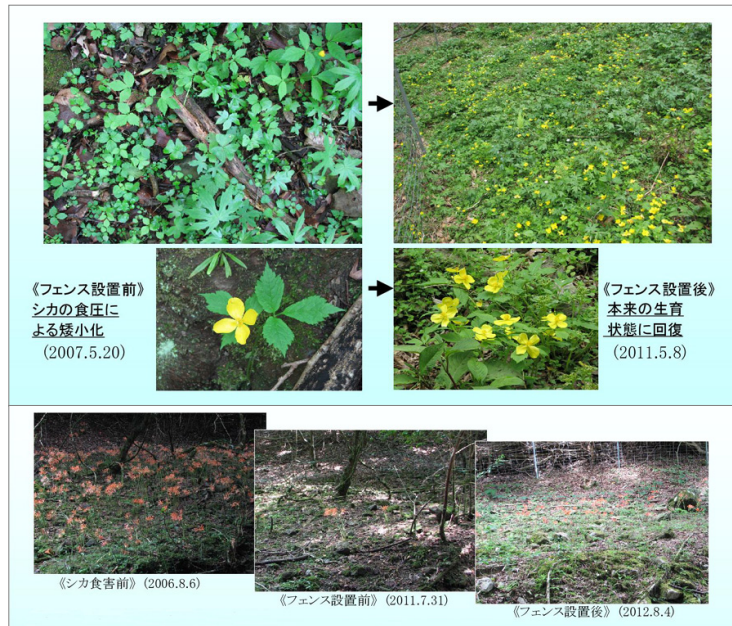 《フェンス設置前》
シカの食圧に
よる矮小化
(2007.5.20)
《フェンス設置後》
本来の生育
状態に回復
(2011.5.8)
《シカ食害前》(2006.8.6)
《フェンス設置前》(2011.7.31)
《フェンス設置後》(2012.8.4)